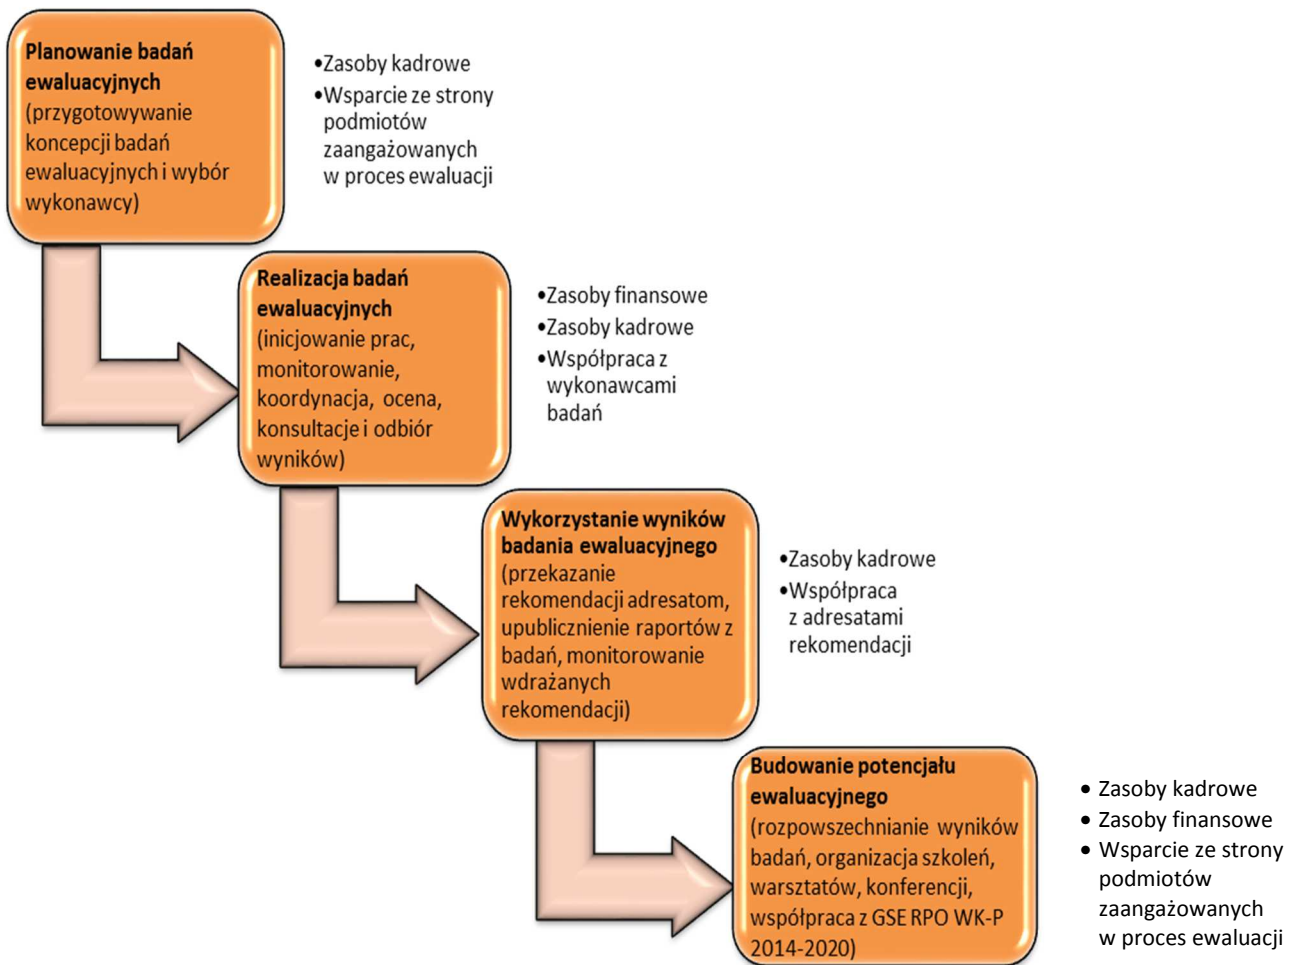 Planowanie badań
ewaluacyjnych
(przygotowywanie
koncepcji badań
ewaluacyjnych i wybór
wykonawcy)
•Zasoby kadrowe
•Wsparcie ze strony
podmiotów
zaangażowanych
w proces ewaluacji
Realizacja badań
ewaluacyjnych
(inicjowanie prac,
monitorowanie,
koordynacja, ocena,
konsultacje i odbiór
wyników)
•Zasoby finansowe
•Zasoby kadrowe
•Współpraca z
wykonawcami
badań
Wykorzystanie wyników
badania ewaluacyjnego
(przekazanie
rekomendacji adresatom,
upublicznienie raportów z
badań, monitorowanie
wdrażanych
rekomendacji)
•Zasoby kadrowe
•Współpraca
z adresatami
rekomendacji
Budowanie potencjału
ewaluacyjnego
(rozpowszechnianie wyników
badań, organizacja szkoleń,
warsztatów, konferencji,
współpraca z GSE RPO WK-P
2014-2020)
• Zasoby kadrowe
• Zasoby finansowe
• Wsparcie ze strony
podmiotów
zaangażowanych
w proces ewaluacji